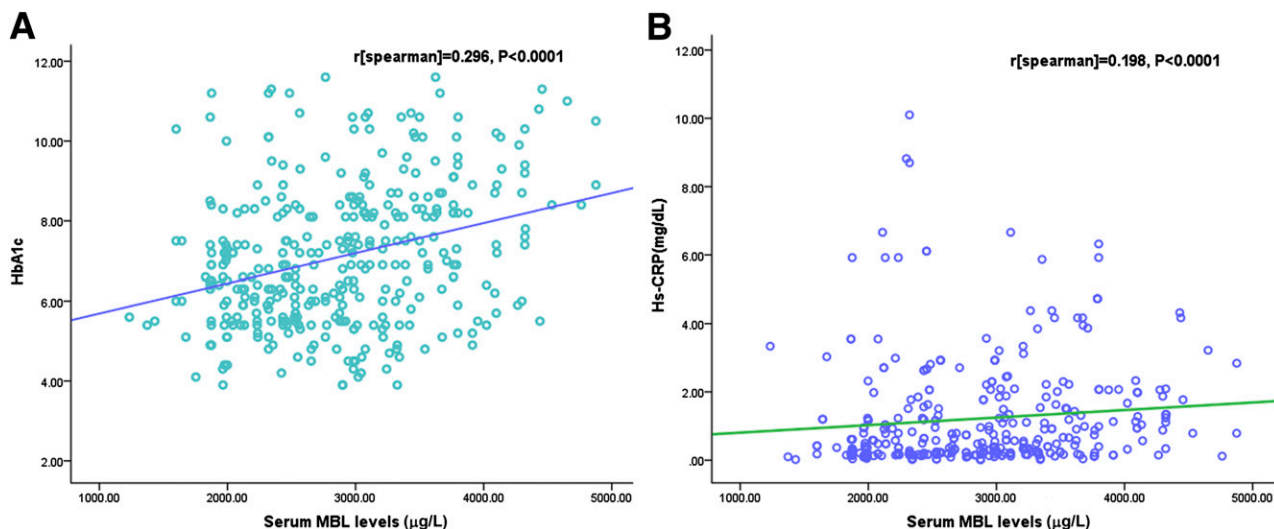 A
r[spearman]=0.296, P<0.0001
12.00
10.00
8.00
6.00
4.00
2.00
HbA1c
1000.00 2000.00 3000.00 4000.00 5000.00
Serum MBL levels (μg/L)
B
r[spearman]=0.198, P<0.0001
12.00
10.00
8.00
6.00
4.00
2.00
.00
Hs-CRP(mg/dL)
1000.00 2000.00 3000.00 4000.00 5000.00
Serum MBL levels (μg/L)